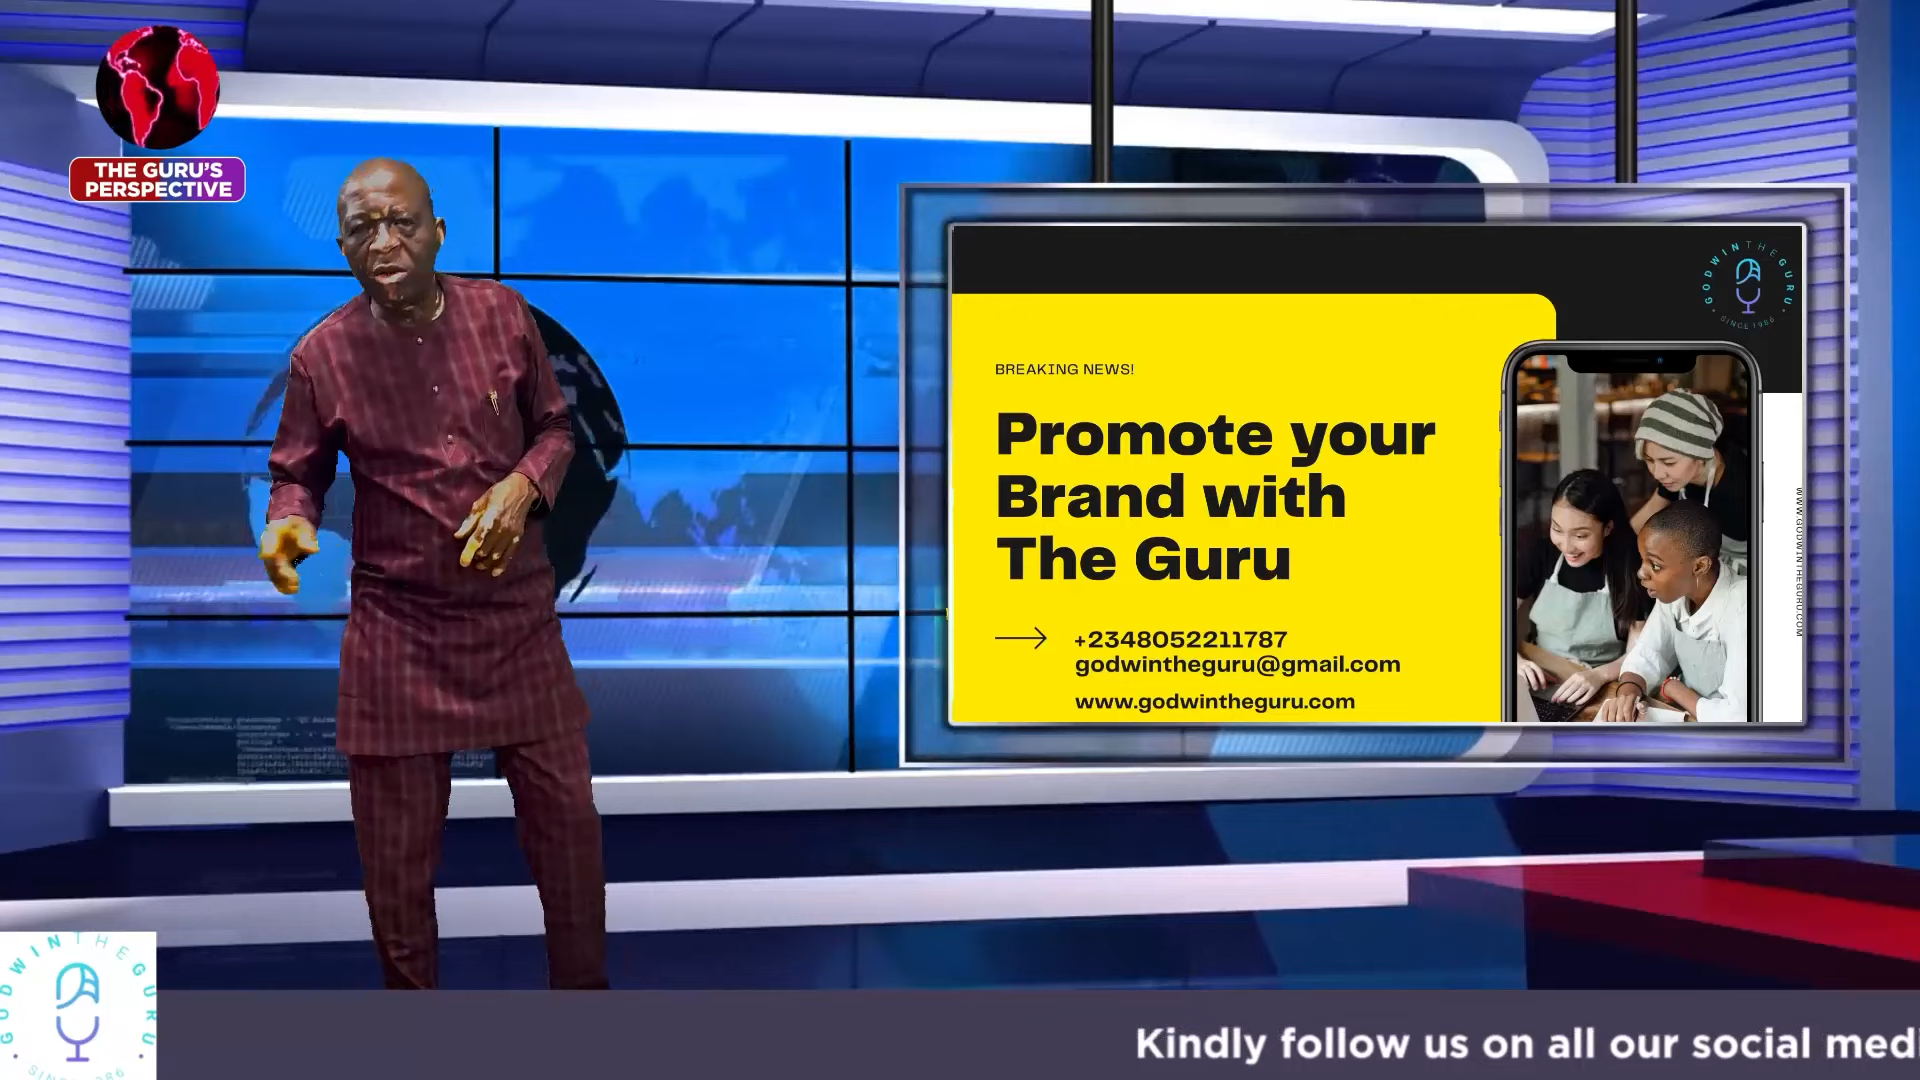 THE GURU'S
PERSPECTIVE
GODWINTHEGURU
SINCE 1986
BREAKING NEWS!
Promote your
Brand with
The Guru
+2348052211787
godwintheguru@gmail.com
www.godwintheguru.com
WWW.GODWINTHEGURU.COM
GODWINTHEGURU
Kindly follow us on all our social medi